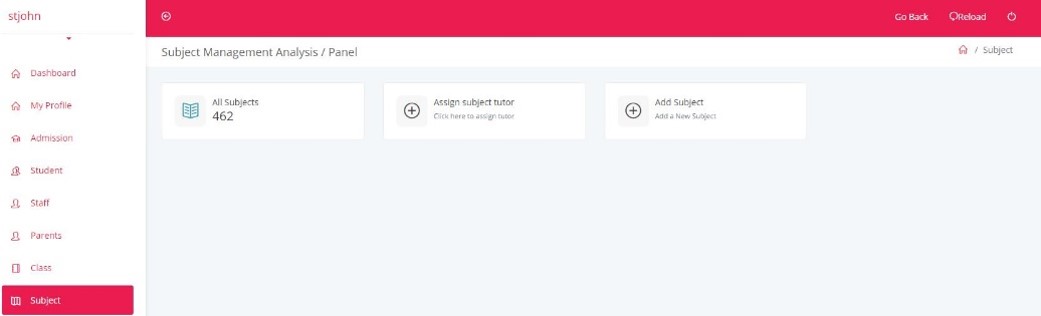 stjohn
Go Back
Reload
Subject Management Analysis / Panel
/ Subject
Dashboard
My Profile
Admission
Student
Staff
Parents
Class
Subject
All Subjects
462
Assign subject tutor
Click here to assign tutor
Add Subject
Add a New Subject